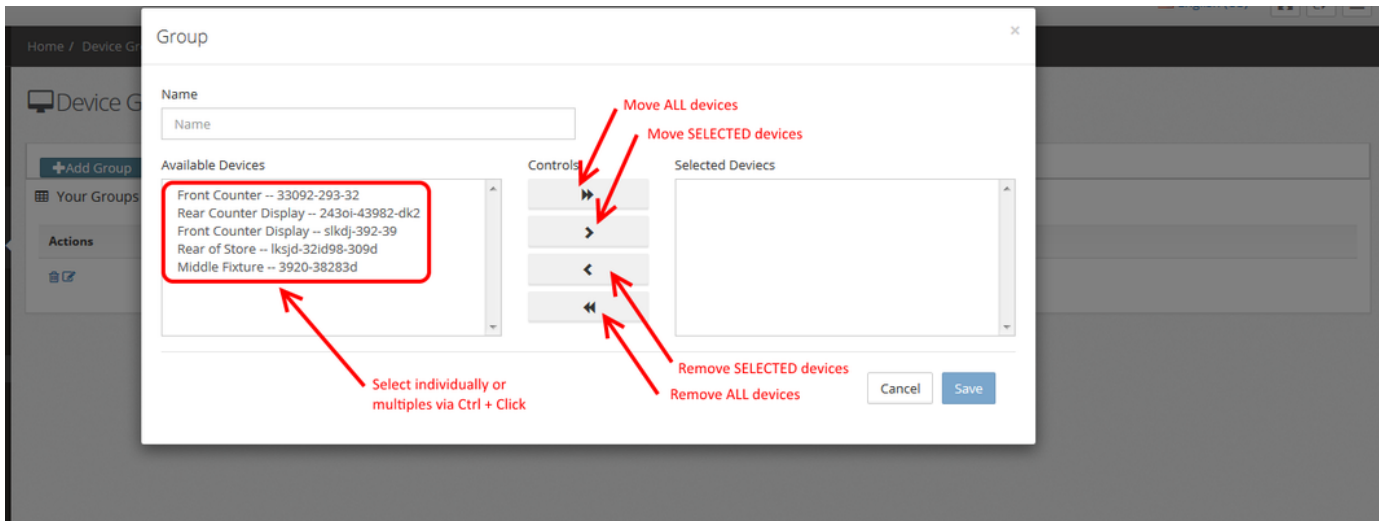 English (US)
Home / Device Gr
Group
×
Device G
Name
Name
Move ALL devices
Move SELECTED devices
Add Group
Available Devices
Controls
Selected Deviecs
Your Groups
Front Counter -- 33092-293-32
Rear Counter Display -- 243oi-43982-dk2
Front Counter Display -- slkdj-392-39
Rear of Store -- lksjd-32id98-309d
Middle Fixture -- 3920-38283d
Actions
Select individually or
multiples via Ctrl + Click
Remove SELECTED devices
Remove ALL devices
Cancel
Save